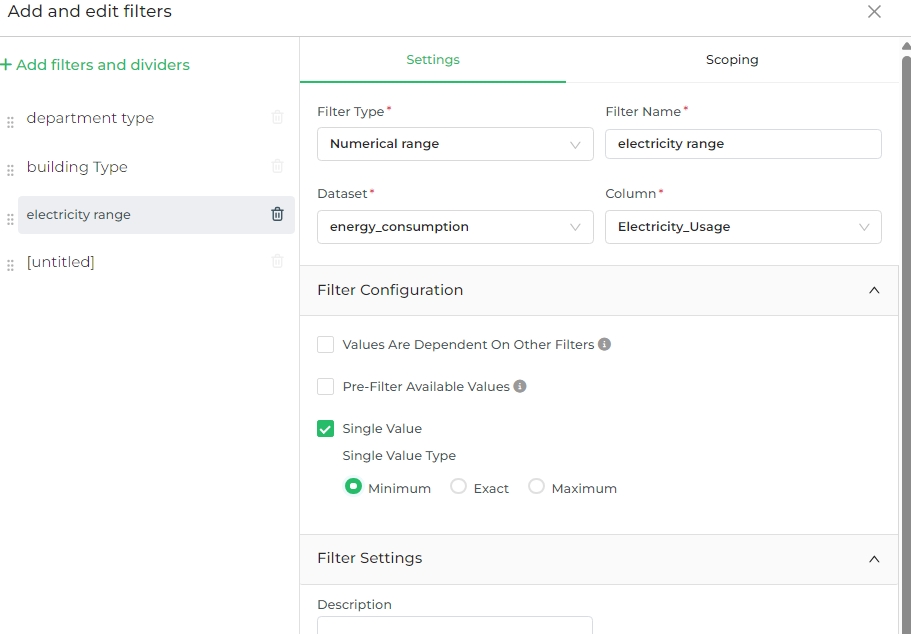 Add and edit filters
+ Add filters and dividers
department type
building Type
electricity range
[untitled]
Settings
Scoping
Filter Type *
Filter Name *
Numerical range
electricity range
Dataset *
Column *
energy_consumption
Electricity_Usage
Filter Configuration
Values Are Dependent On Other Filters
Pre-Filter Available Values
Single Value
Single Value Type
Minimum Exact Maximum
Filter Settings
Description